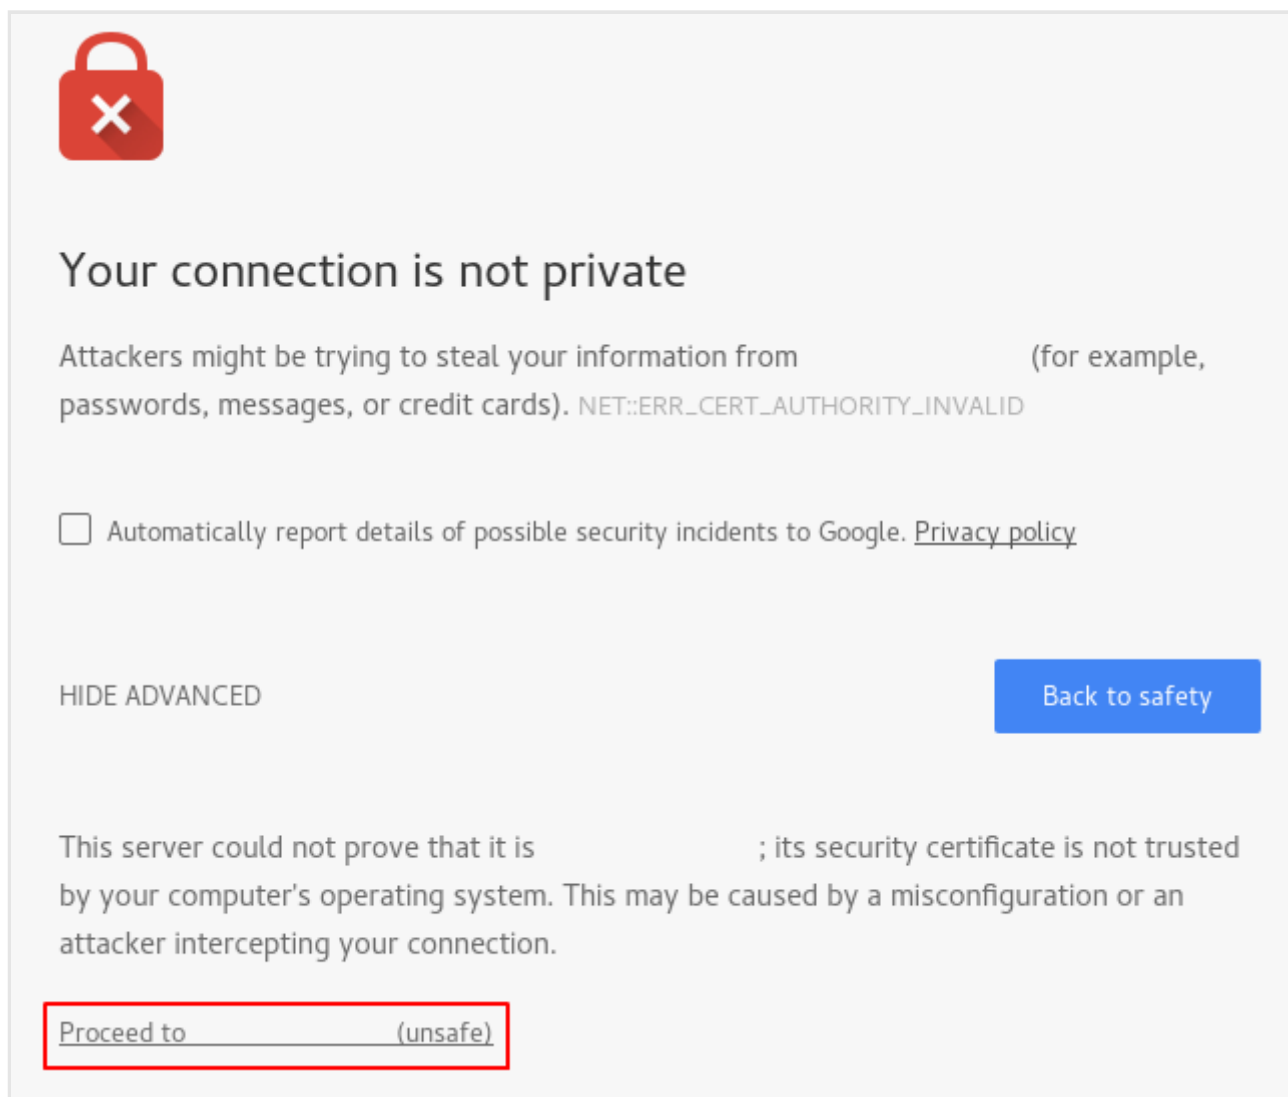 Your connection is not private
Attackers might be trying to steal your information from (for example,
passwords, messages, or credit cards). NET::ERR_CERT_AUTHORITY_INVALID
Automatically report details of possible security incidents to Google. Privacy policy
HIDE ADVANCED
Back to safety
This server could not prove that it is ; its security certificate is not trusted
by your computer's operating system. This may be caused by a misconfiguration or an
attacker intercepting your connection.
Proceed to (unsafe)